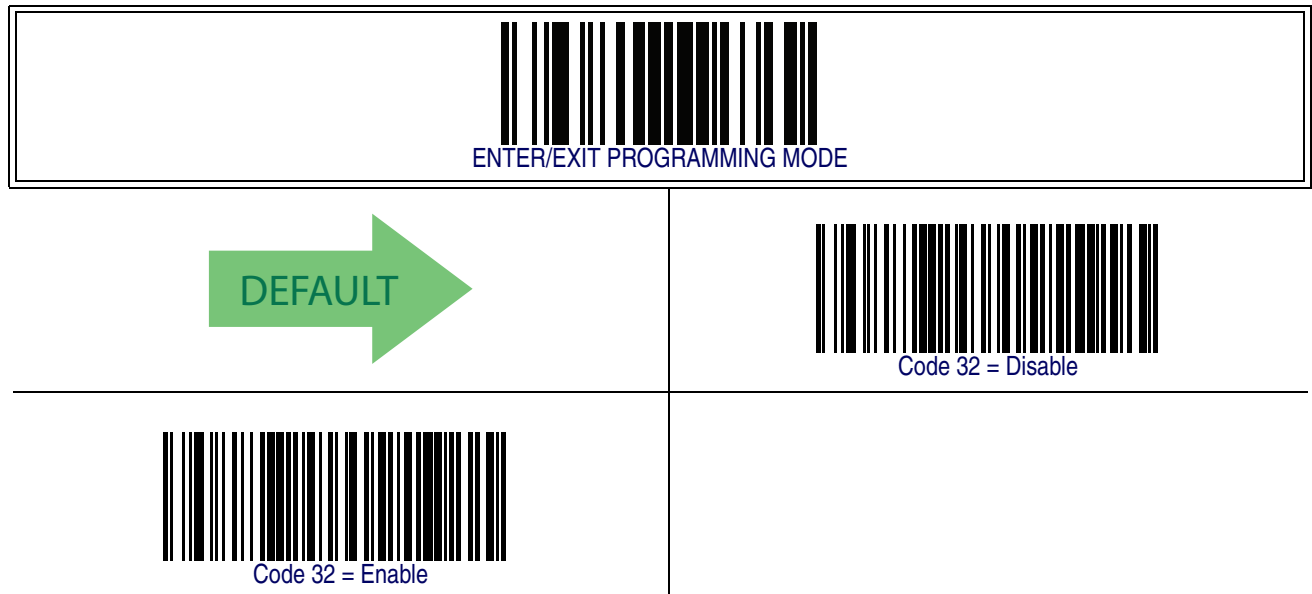 ENTER/EXIT PROGRAMMING MODE
DEFAULT
Code 32 = Disable
Code 32 = Enable